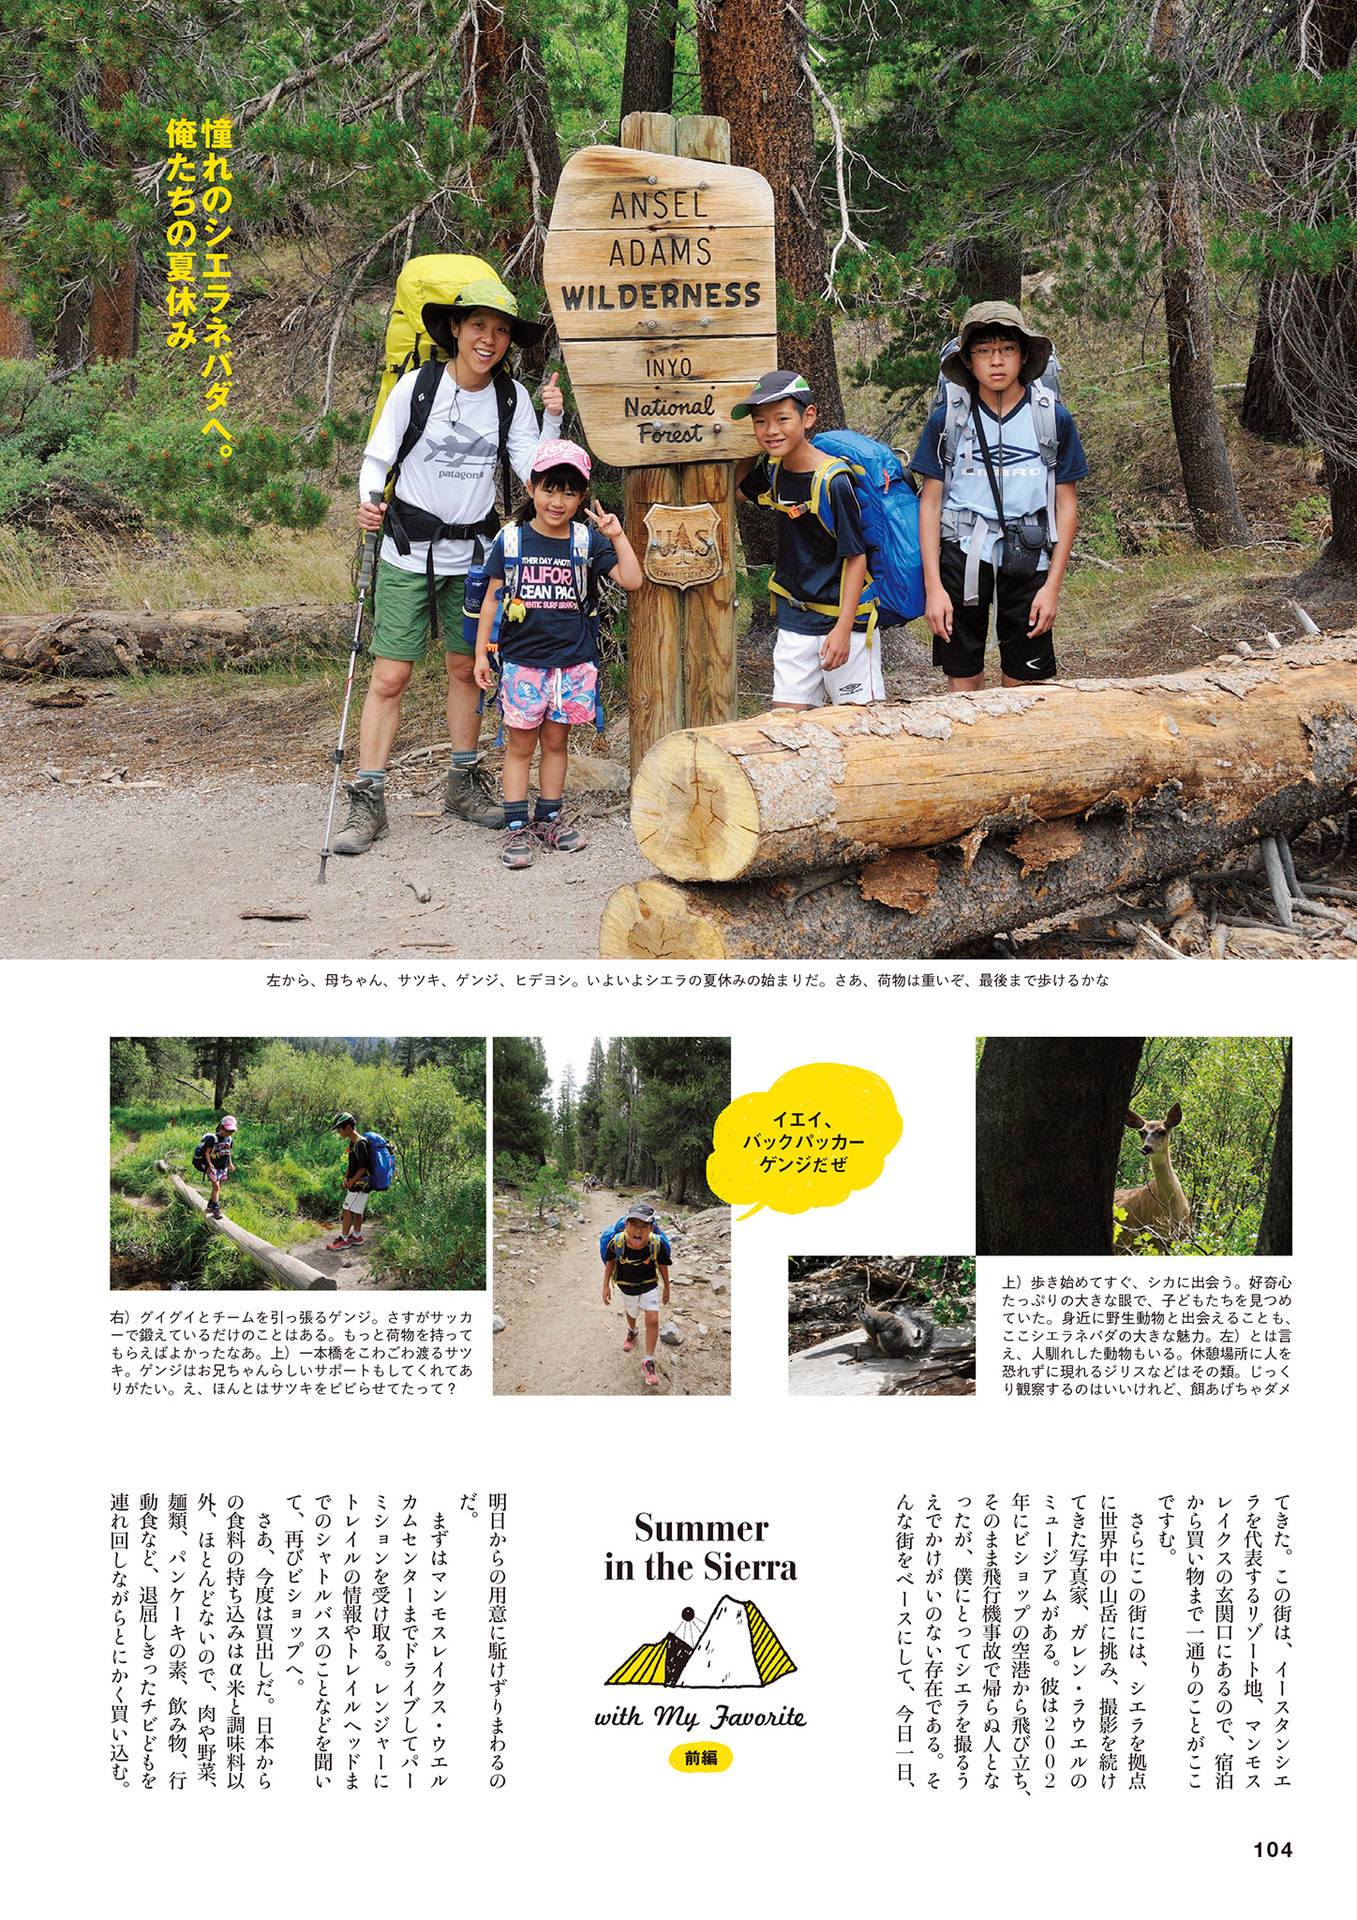 憧れのシエラネバダへ。
俺たちの夏休み
ANSEL
ADAMS
WILDERNESS
INYO
National
Forest
UAS
patagonia
THER DAY ANOTH
ALIFOR
CEAN PAC
UMBRO
左から、母ちゃん、サツキ、ゲンジ、ヒデヨシ。いよいよシエラの夏休みの始まりだ。さあ、荷物は重いぞ、最後まで歩けるかな
イエイ、
バックパッカー
ゲンジだぜ
右）グイグイとチームを引っ張るゲンジ。さすがサッカ
ーで鍛えているだけのことはある。もっと荷物を持って
もらえばよかったなあ。上）一本橋をこわごわ渡るサツ
キ。ゲンジはお兄ちゃんらしいサポートもしてくれてあ
りがたい。え、ほんとはサツキをビビらせてたって？
上）歩き始めてすぐ、シカに出会う。好奇心
たっぷりの大きな眼で、子どもたちを見つめ
ていた。身近に野生動物と出会えることも、
ここシエラネバダの大きな魅力。左）とは言
え、人馴れした動物もいる。休憩場所に人を
恐れずに現れるジリスなどはその類。じっく
り観察するのはいいけれど、餌あげちゃダメ
てきた。この街は、イースタンシエ
ラを代表するリゾート地、マンモス
レイクスの玄関口にあるので、宿泊
から買い物まで一通りのことがここ
ですむ。
さらにこの街には、シエラを拠点
に世界中の山岳に挑み、撮影を続け
てきた写真家、ガレン・ラウエルの
ミュージアムがある。彼は2002
年にビショップの空港から飛び立ち、
そのまま飛行機事故で帰らぬ人とな
ったが、僕にとってシエラを撮るう
えでかけがいのない存在である。そ
んな街をベースにして、今日一日、
Summer
in the Sierra
with My Favorite
前編
明日からの用意に駈けずりまわるの
だ。
まずはマンモスレイクス・ウエル
カムセンターまでドライブしてパー
ミションを受け取る。レンジャーに
トレイルの情報やトレイルヘッドま
でのシャトルバスのことなどを聞い
て、再びビショップへ。
さあ、今度は買出しだ。日本から
の食料の持ち込みはα米と調味料以
外、ほとんどないので、肉や野菜、
麺類、パンケーキの素、飲み物、行
動食など、退屈しきったチビどもを
連れ回しながらとにかく買い込む。
104